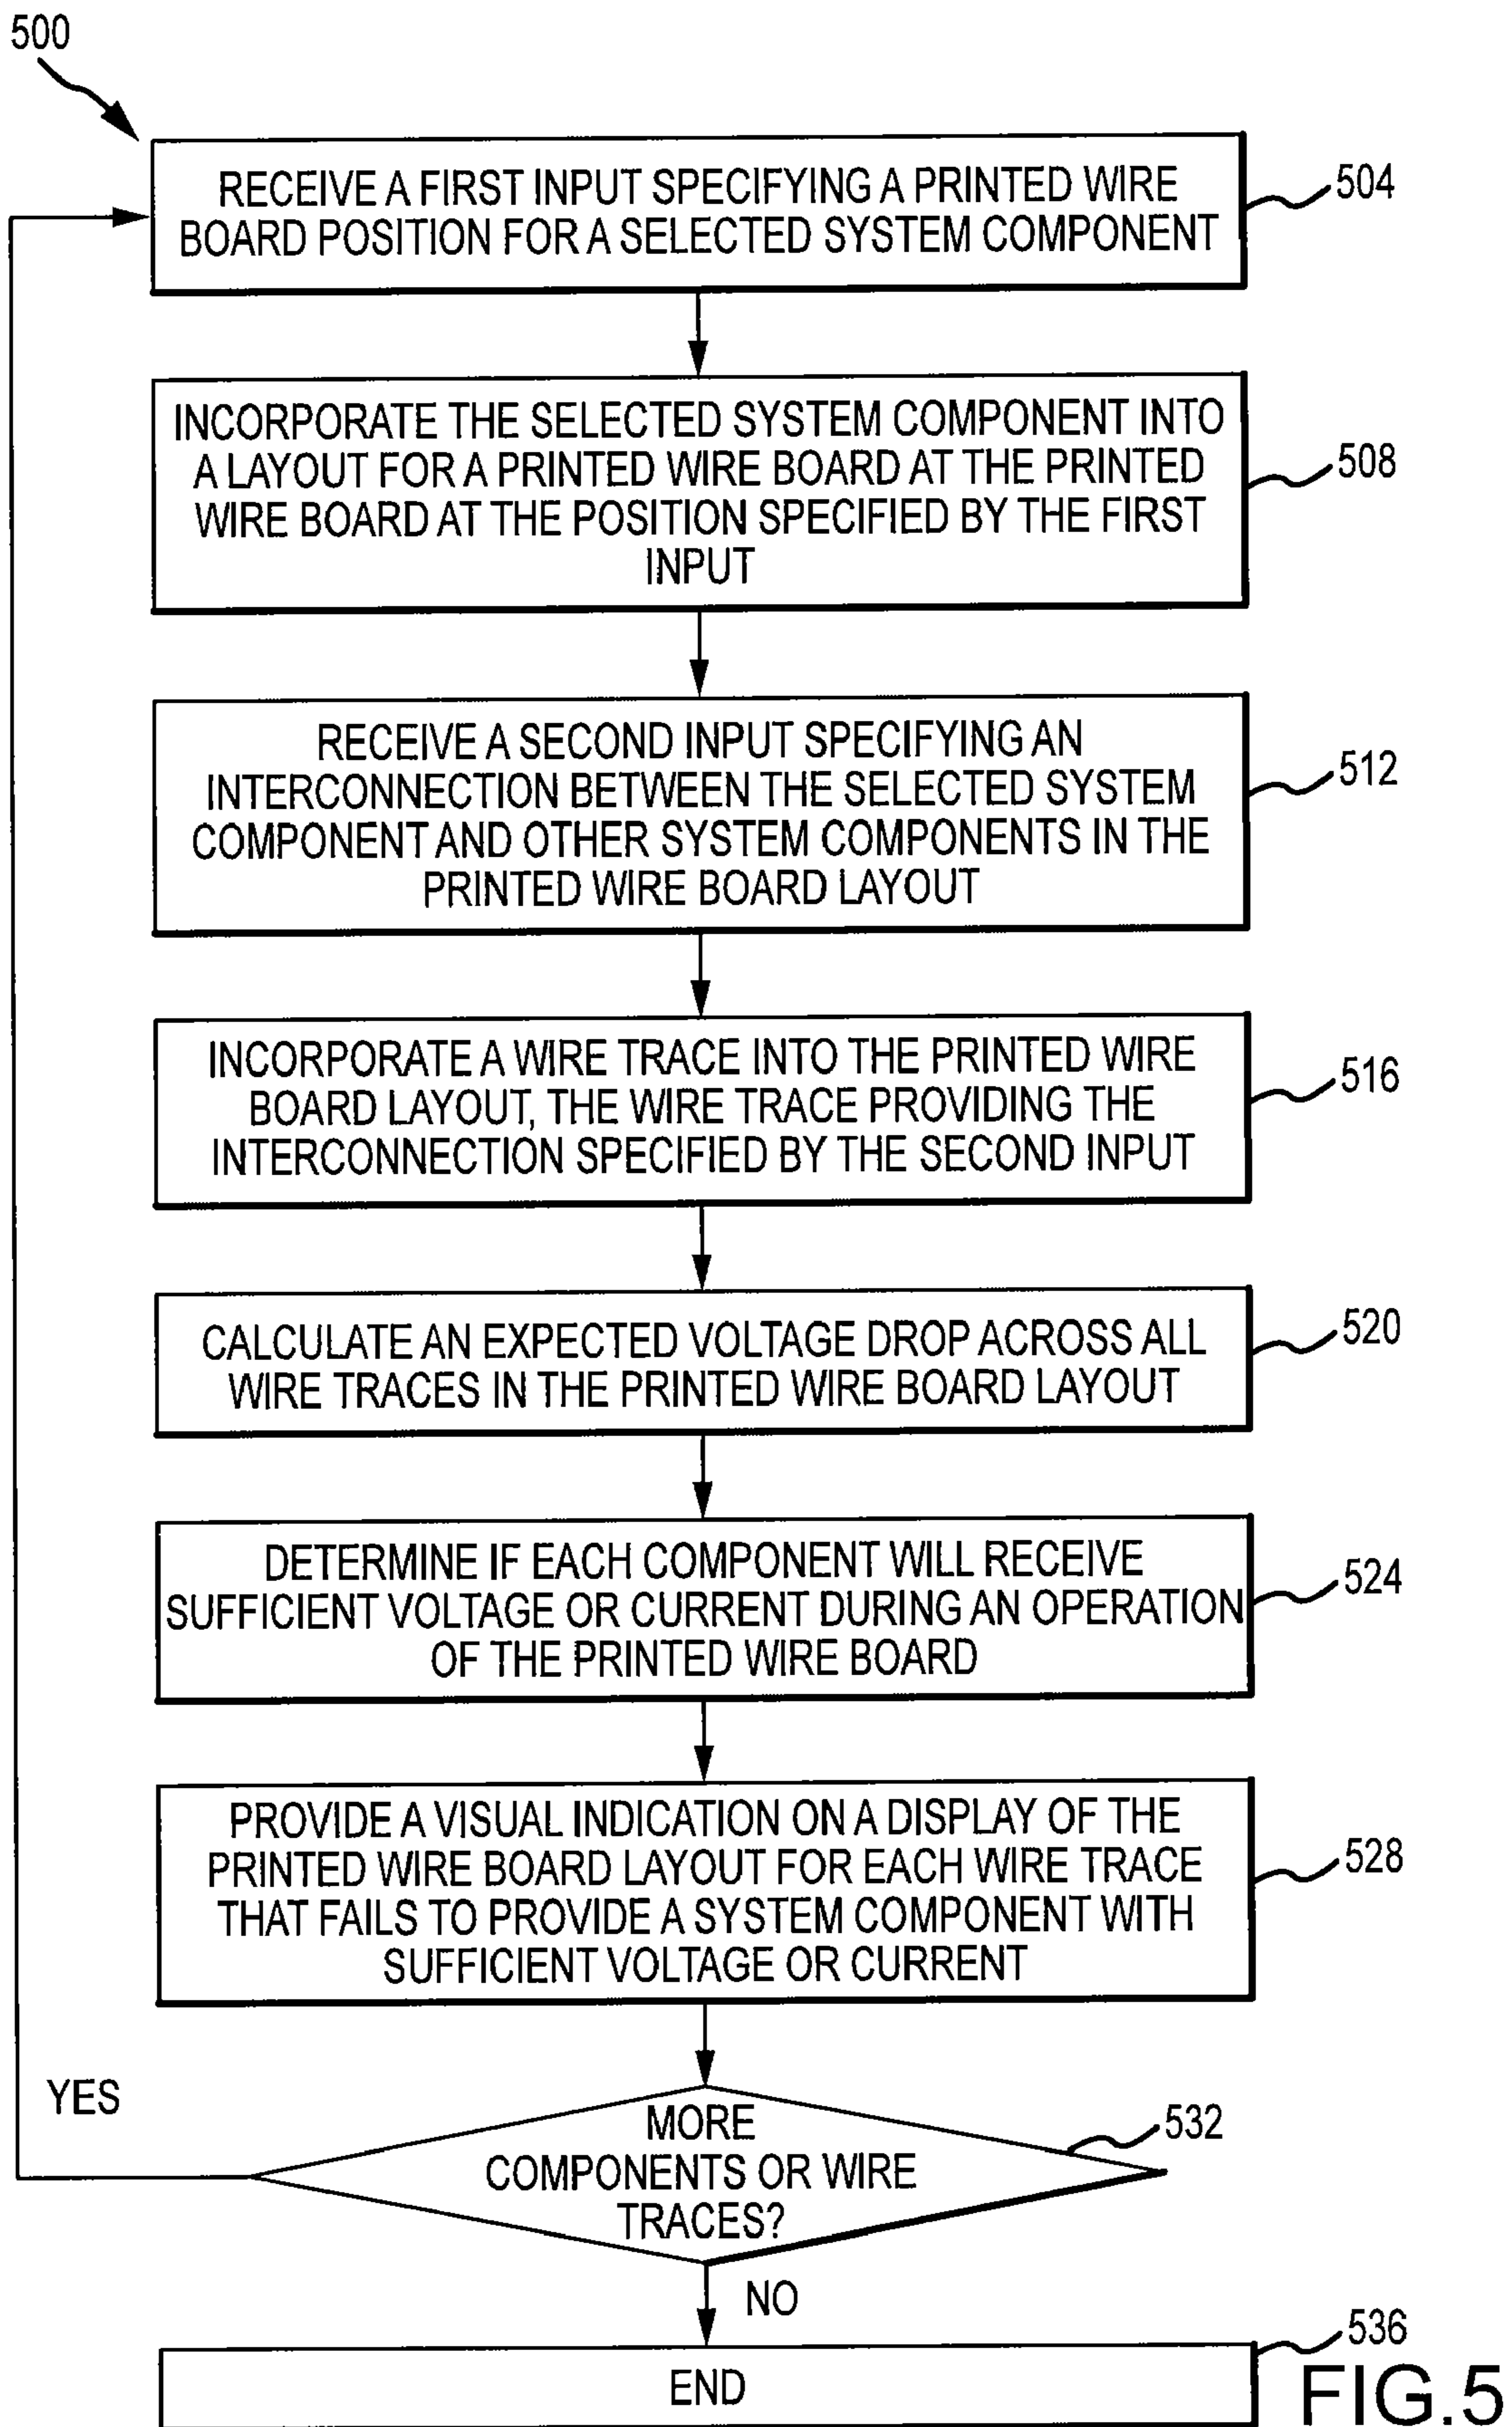 500
RECEIVE A FIRST INPUT SPECIFYING A PRINTED WIRE
BOARD POSITION FOR A SELECTED SYSTEM COMPONENT
504
INCORPORATE THE SELECTED SYSTEM COMPONENT INTO
A LAYOUT FOR A PRINTED WIRE BOARD AT THE PRINTED
WIRE BOARD AT THE POSITION SPECIFIED BY THE FIRST
INPUT
508
RECEIVE A SECOND INPUT SPECIFYING AN
INTERCONNECTION BETWEEN THE SELECTED SYSTEM
COMPONENT AND OTHER SYSTEM COMPONENTS IN THE
PRINTED WIRE BOARD LAYOUT
512
INCORPORATE A WIRE TRACE INTO THE PRINTED WIRE
BOARD LAYOUT, THE WIRE TRACE PROVIDING THE
INTERCONNECTION SPECIFIED BY THE SECOND INPUT
516
CALCULATE AN EXPECTED VOLTAGE DROP ACROSS ALL
WIRE TRACES IN THE PRINTED WIRE BOARD LAYOUT
520
DETERMINE IF EACH COMPONENT WILL RECEIVE
SUFFICIENT VOLTAGE OR CURRENT DURING AN OPERATION
OF THE PRINTED WIRE BOARD
524
PROVIDE A VISUAL INDICATION ON A DISPLAY OF THE
PRINTED WIRE BOARD LAYOUT FOR EACH WIRE TRACE
THAT FAILS TO PROVIDE A SYSTEM COMPONENT WITH
SUFFICIENT VOLTAGE OR CURRENT
528
YES
MORE
COMPONENTS OR WIRE
TRACES?
532
NO
END
536
FIG.5